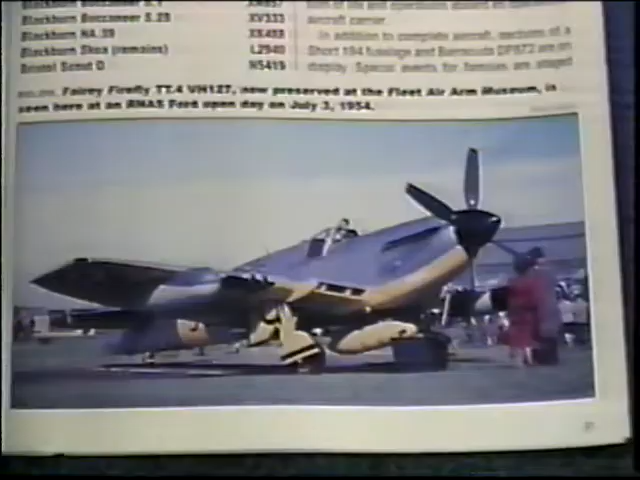 Blackburn Buccaneer S.2B XV333
Blackburn NA.39 XK488
Blackburn Skua (remains) L2940
Bristol Scout D N5419
aircraft carrier.
In addition to complete aircraft, sections of a
Short 184 fuselage and Bermuda DP872 are on
display. Special events for families are staged
Fairey Firefly TT.4 VH127, now preserved at the Fleet Air Arm Museum, is
seen here at an RNAS Ford open day on July 3, 1954.